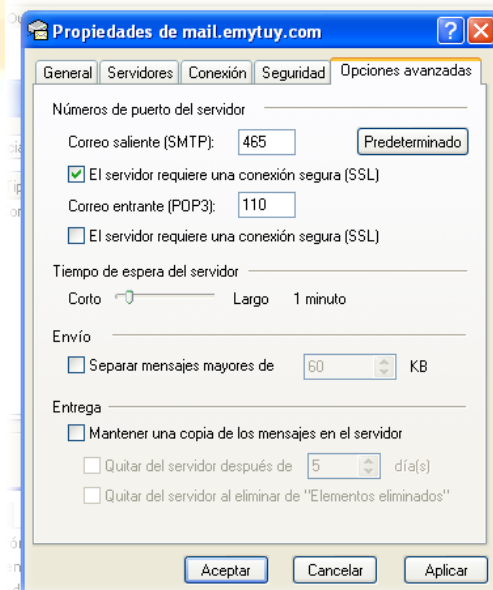 Propiedades de mail.emytuy.com
General Servidores Conexión Seguridad Opciones avanzadas
Números de puerto del servidor
Correo saliente (SMTP): 465 Predeterminado
El servidor requiere una conexión segura (SSL)
Correo entrante (POP3): 110
El servidor requiere una conexión segura (SSL)
Tiempo de espera del servidor
Corto Largo 1 minuto
Envío
Separar mensajes mayores de 60 KB
Entrega
Mantener una copia de los mensajes en el servidor
Quitar del servidor después de 5 día(s)
Quitar del servidor al eliminar de "Elementos eliminados"
Aceptar Cancelar Aplicar